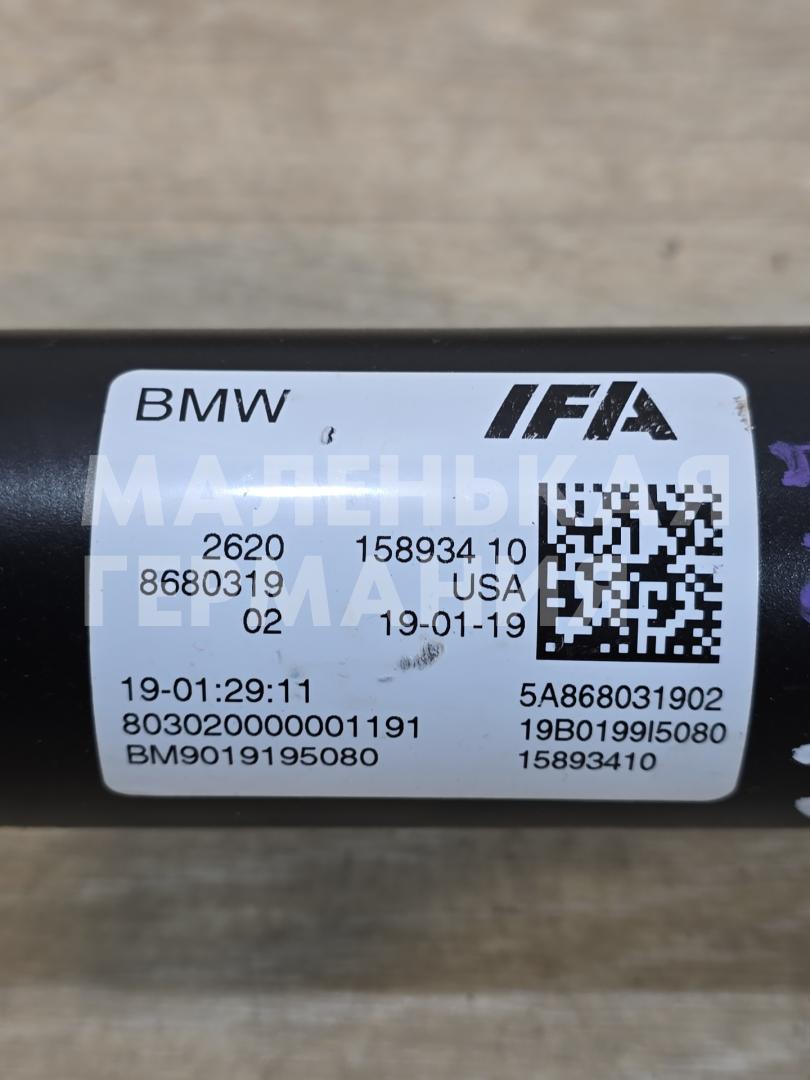 BMW IFA
МАЛЕНЬКАЯ
ГЕРМАНИЯ
2620 158934 10
8680319 USA
02 19-01-19
19-01:29:11 5A868031902
803020000001191 19B0199I5080
BM9019195080 15893410